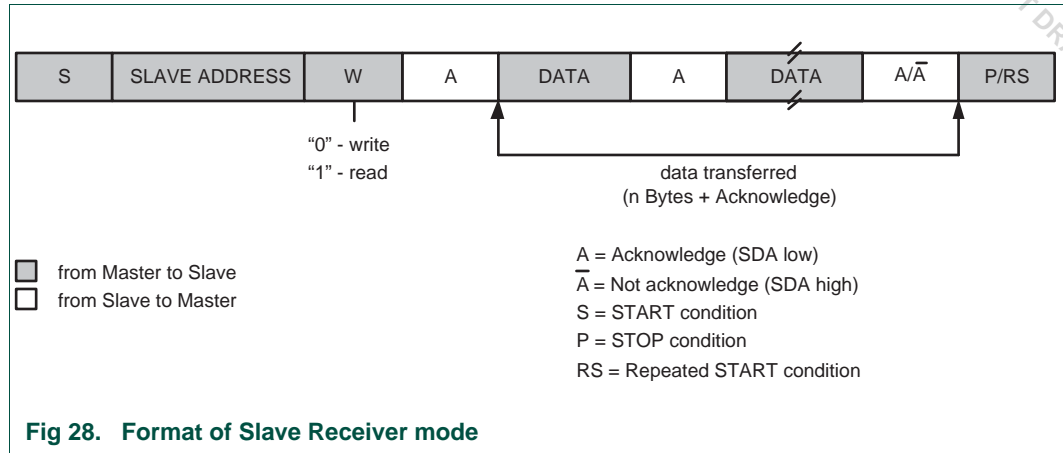 S SLAVE ADDRESS W A DATA A DATA A/A̅ P/RS
“0” - write
“1” - read
data transferred
(n Bytes + Acknowledge)
from Master to Slave
from Slave to Master
A = Acknowledge (SDA low)
A̅ = Not acknowledge (SDA high)
S = START condition
P = STOP condition
RS = Repeated START condition
Fig 28. Format of Slave Receiver mode